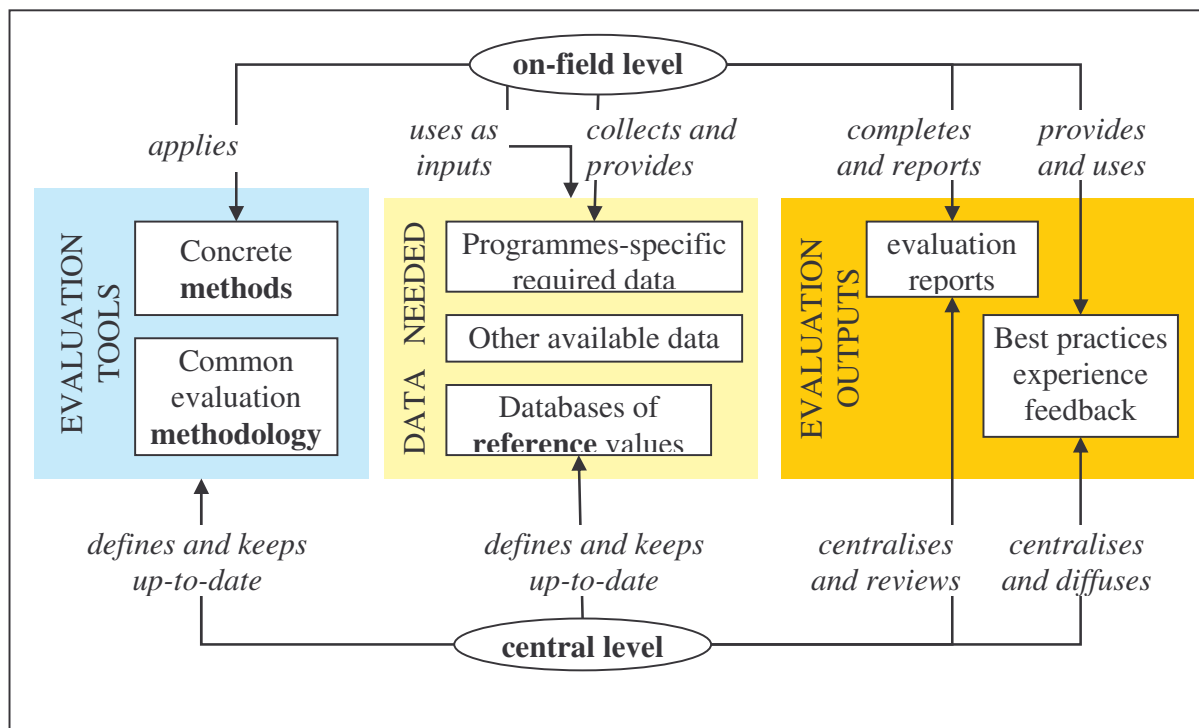 on-field level
applies
uses as
inputs
collects and
provides
completes
and reports
provides
and uses
EVALUATION
TOOLS
Concrete
methods
Common
evaluation
methodology
DATA NEEDED
Programmes-specific
required data
Other available data
Databases of
reference values
EVALUATION
OUTPUTS
evaluation
reports
Best practices
experience
feedback
defines and keeps
up-to-date
defines and keeps
up-to-date
centralises
and reviews
centralises
and diffuses
central level